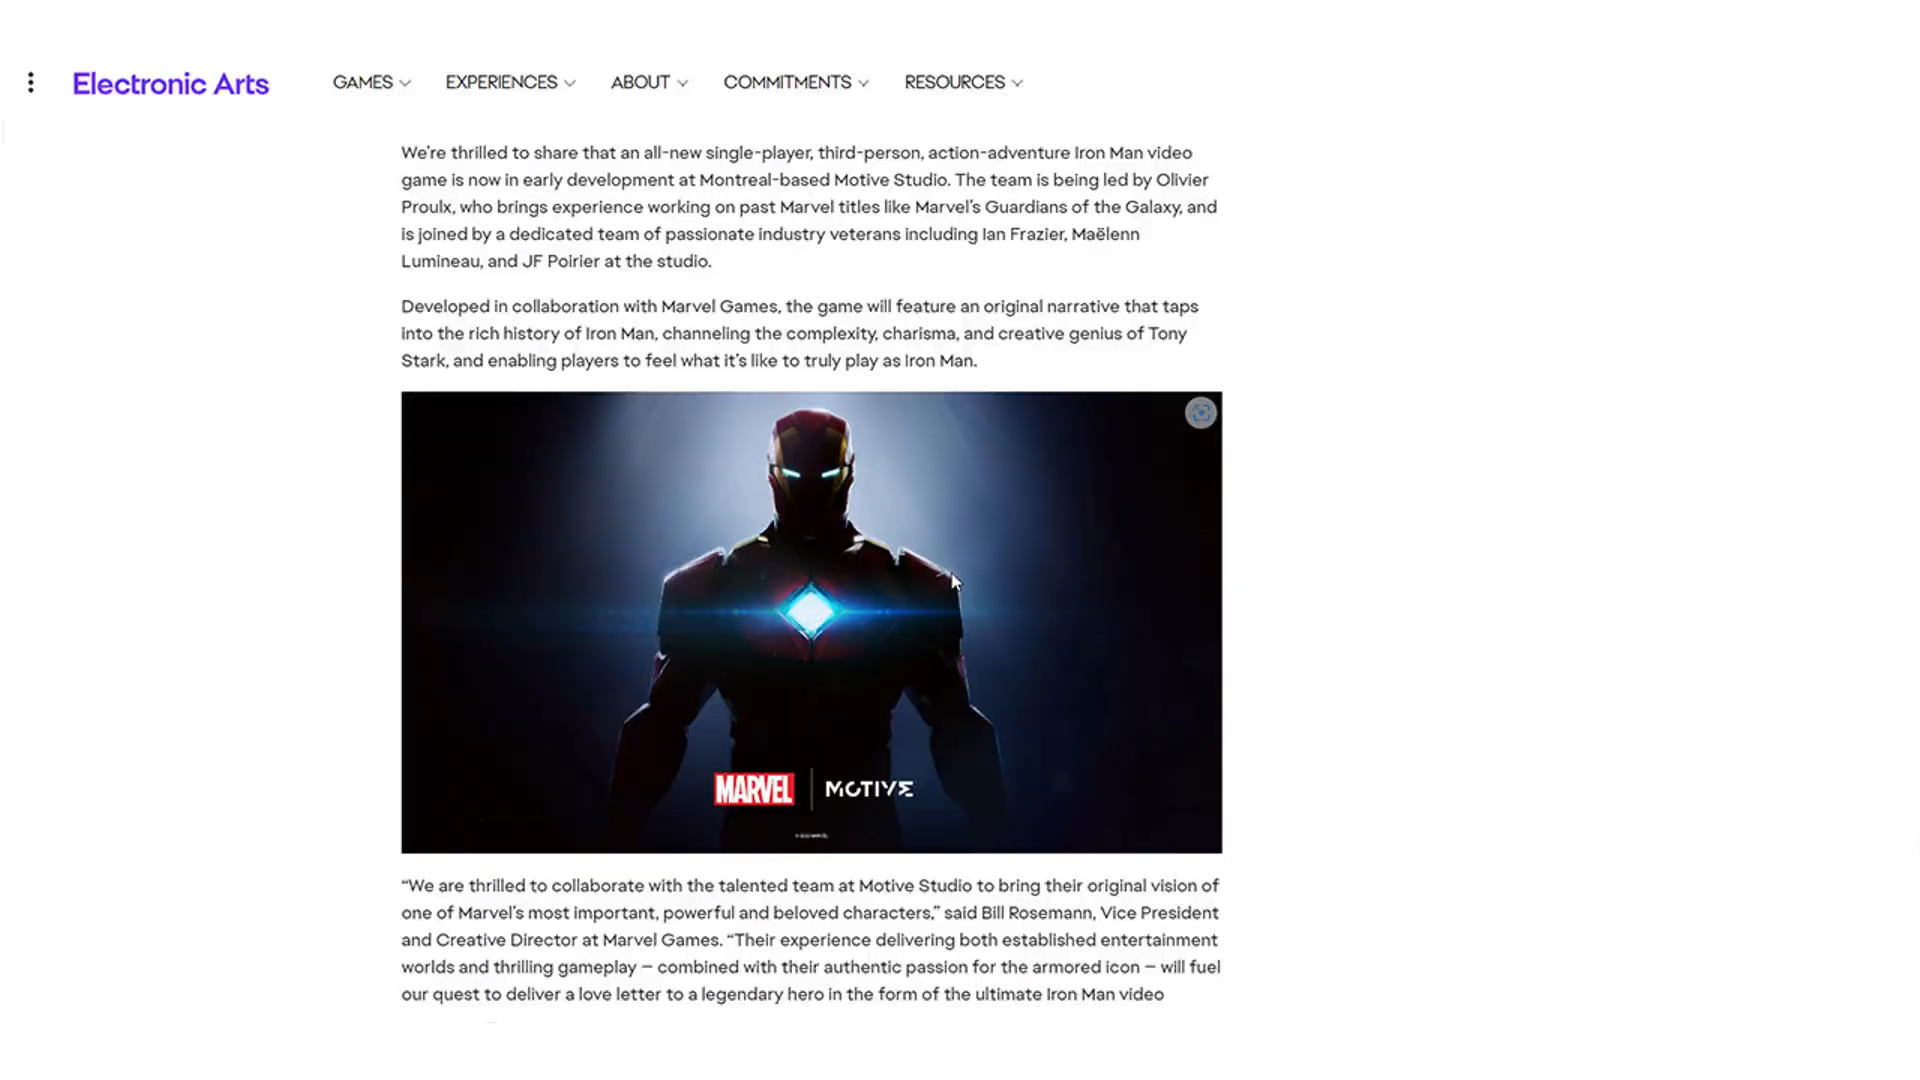 Electronic Arts GAMES EXPERIENCES ABOUT COMMITMENTS RESOURCES
We're thrilled to share that an all-new single-player, third-person, action-adventure Iron Man video
game is now in early development at Montreal-based Motive Studio. The team is being led by Olivier
Proulx, who brings experience working on past Marvel titles like Marvel's Guardians of the Galaxy, and
is joined by a dedicated team of passionate industry veterans including Ian Frazier, Maëlenn
Lumineau, and JF Poirier at the studio.
Developed in collaboration with Marvel Games, the game will feature an original narrative that taps
into the rich history of Iron Man, channeling the complexity, charisma, and creative genius of Tony
Stark, and enabling players to feel what it's like to truly play as Iron Man.
MARVEL MOTIVE
“We are thrilled to collaborate with the talented team at Motive Studio to bring their original vision of
one of Marvel's most important, powerful and beloved characters,” said Bill Rosemann, Vice President
and Creative Director at Marvel Games. “Their experience delivering both established entertainment
worlds and thrilling gameplay — combined with their authentic passion for the armored icon — will fuel
our quest to deliver a love letter to a legendary hero in the form of the ultimate Iron Man video